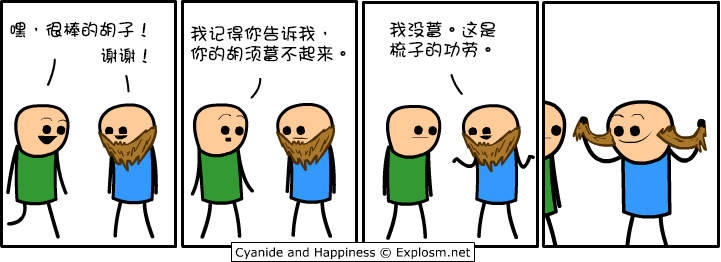 嘿，很棒的胡子！
谢谢！
我记得你告诉我，
你的胡须蓄不起来。
我没蓄。这是
梳子的功劳。
Cyanide and Happiness © Explosm.net